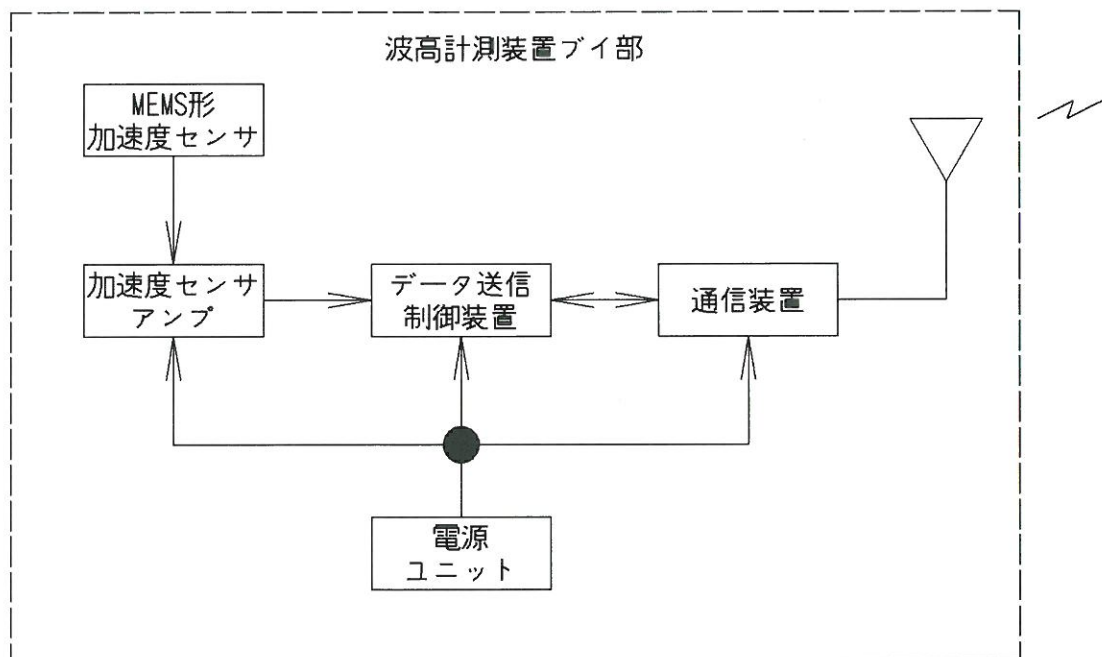 波高計測装置ブイ部
MEMS形
加速度センサ
加速度センサ
アンプ
データ送信
制御装置
通信装置
電源
ユニット